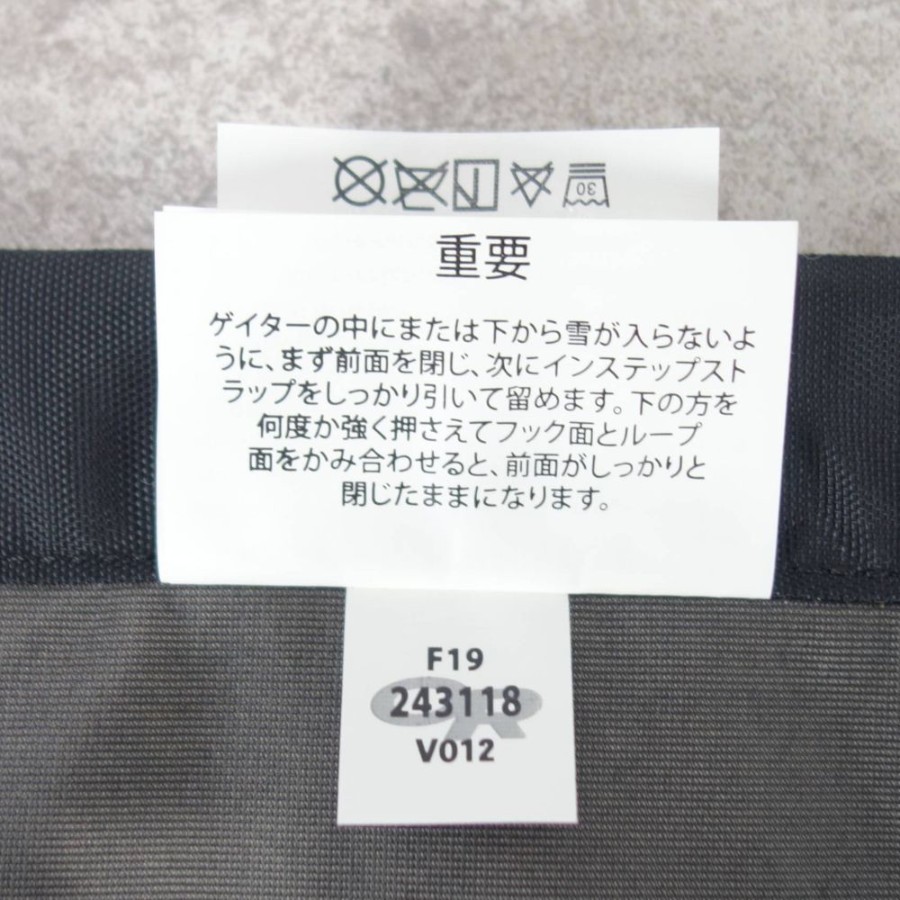 30
重要
ゲイターの中にまたは下から雪が入らないよ
うに、まず前面を閉じ、次にインステップスト
ラップをしっかり引いて留めます。下の方を
何度か強く押さえてフック面とループ
面をかみ合わせると、前面がしっかりと
閉じたままになります。
F19
243118
V012